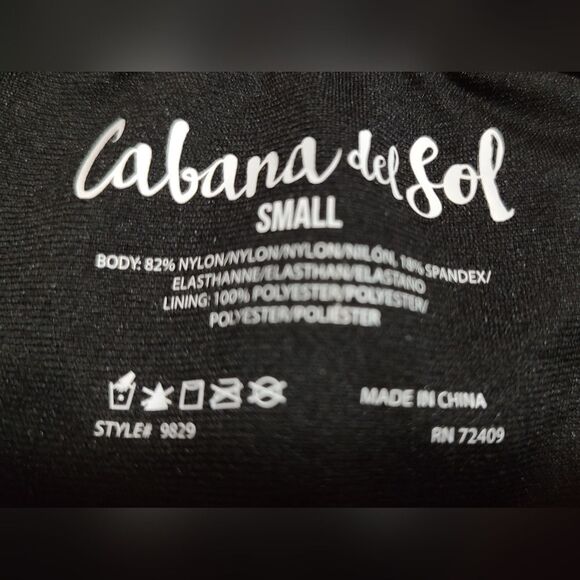 Cabana del Sol
SMALL
BODY: 82% NYLON/NYLON/NYLON/NILÓN, 18% SPANDEX/
ELASTHANNE/ELASTHAN/ELASTANO
LINING: 100% POLYESTER/POLYESTER/
POLYESTER/POLIÉSTER
MADE IN CHINA
STYLE# 9829
RN 72409